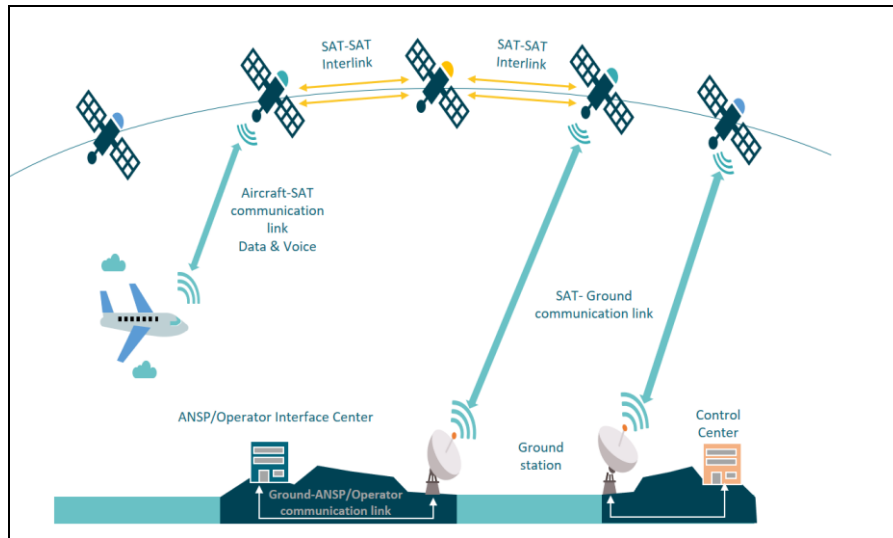 SAT-SAT
Interlink
SAT-SAT
Interlink
Aircraft-SAT
communication
link
Data & Voice
SAT- Ground
communication link
ANSP/Operator Interface Center
Ground
station
Control
Center
Ground-ANSP/Operator
communication link